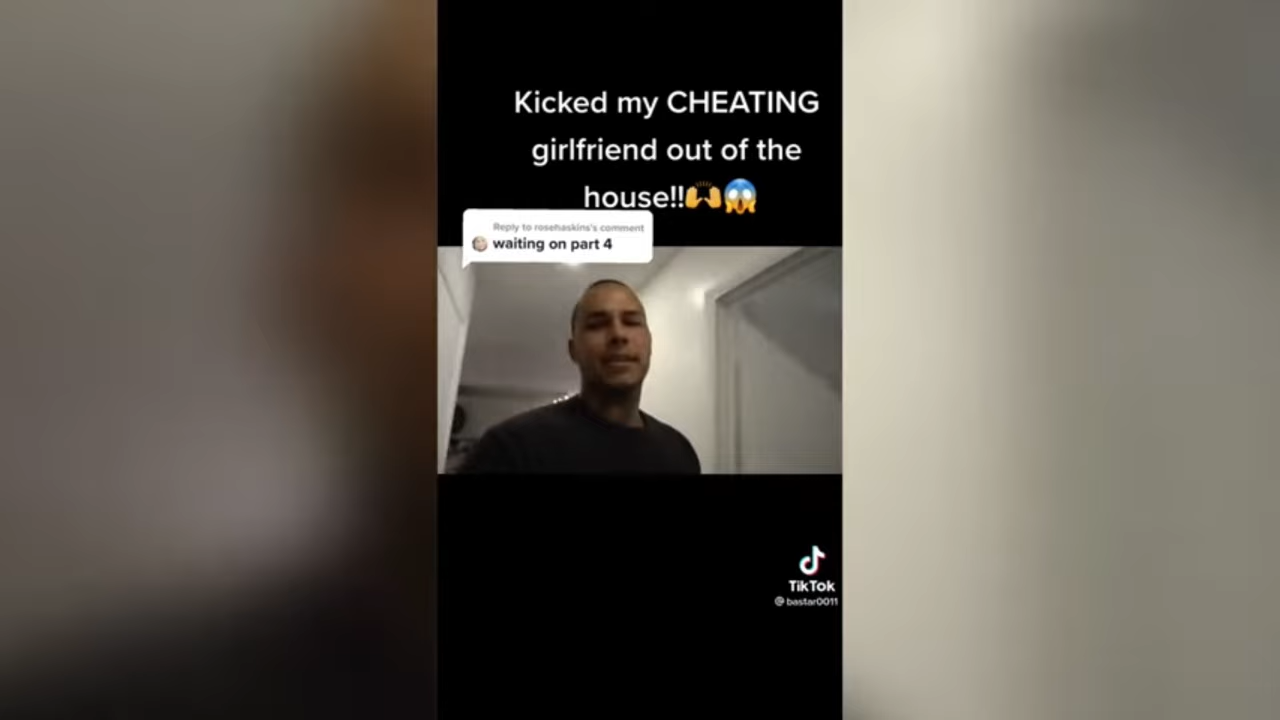 Kicked my CHEATING
girlfriend out of the
house!!🙌😱
Reply to rosehaskins's comment
waiting on part 4
TikTok
@bastar0011